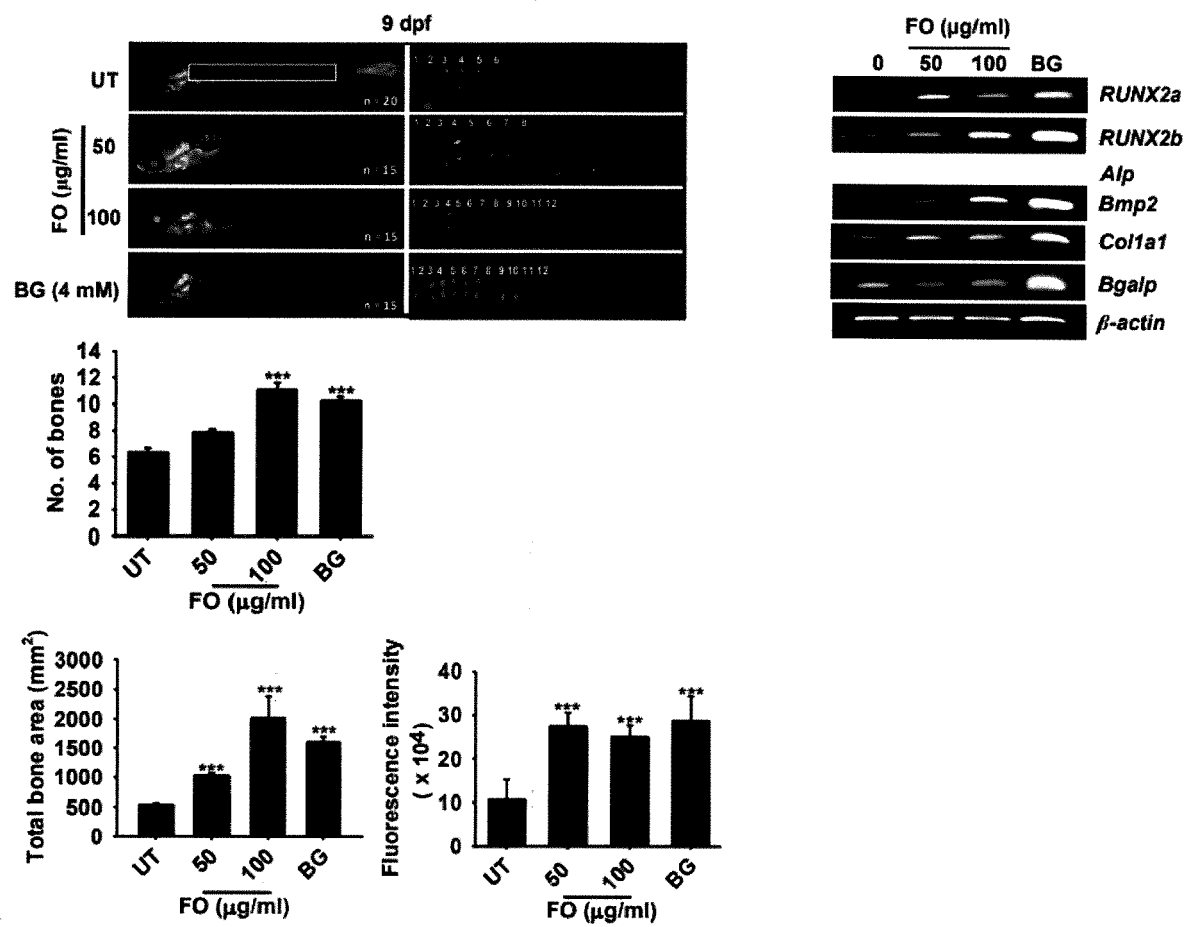 9 dpf
UT
n = 20
1 2 3 4 5 6
FO (μg/ml)
50
n = 15
1 2 3 4 5 6 7 8
100
n = 15
1 2 3 4 5 6 7 8 9 10 11 12
BG (4 mM)
n = 15
1 2 3 4 5 6 7 8 9 10 11 12
FO (μg/ml)
0 50 100 BG
RUNX2a
RUNX2b
Alp
Bmp2
Col1a1
Bgalp
β-actin
No. of bones
14
12
10
8
6
4
2
0
*** ***
UT 50 100 BG
FO (μg/ml)
Total bone area (mm²)
3000
2500
2000
1500
1000
500
0
*** *** ***
UT 50 100 BG
FO (μg/ml)
Fluorescence intensity
( x 10⁴)
40
30
20
10
0
*** *** ***
UT 50 100 BG
FO (μg/ml)